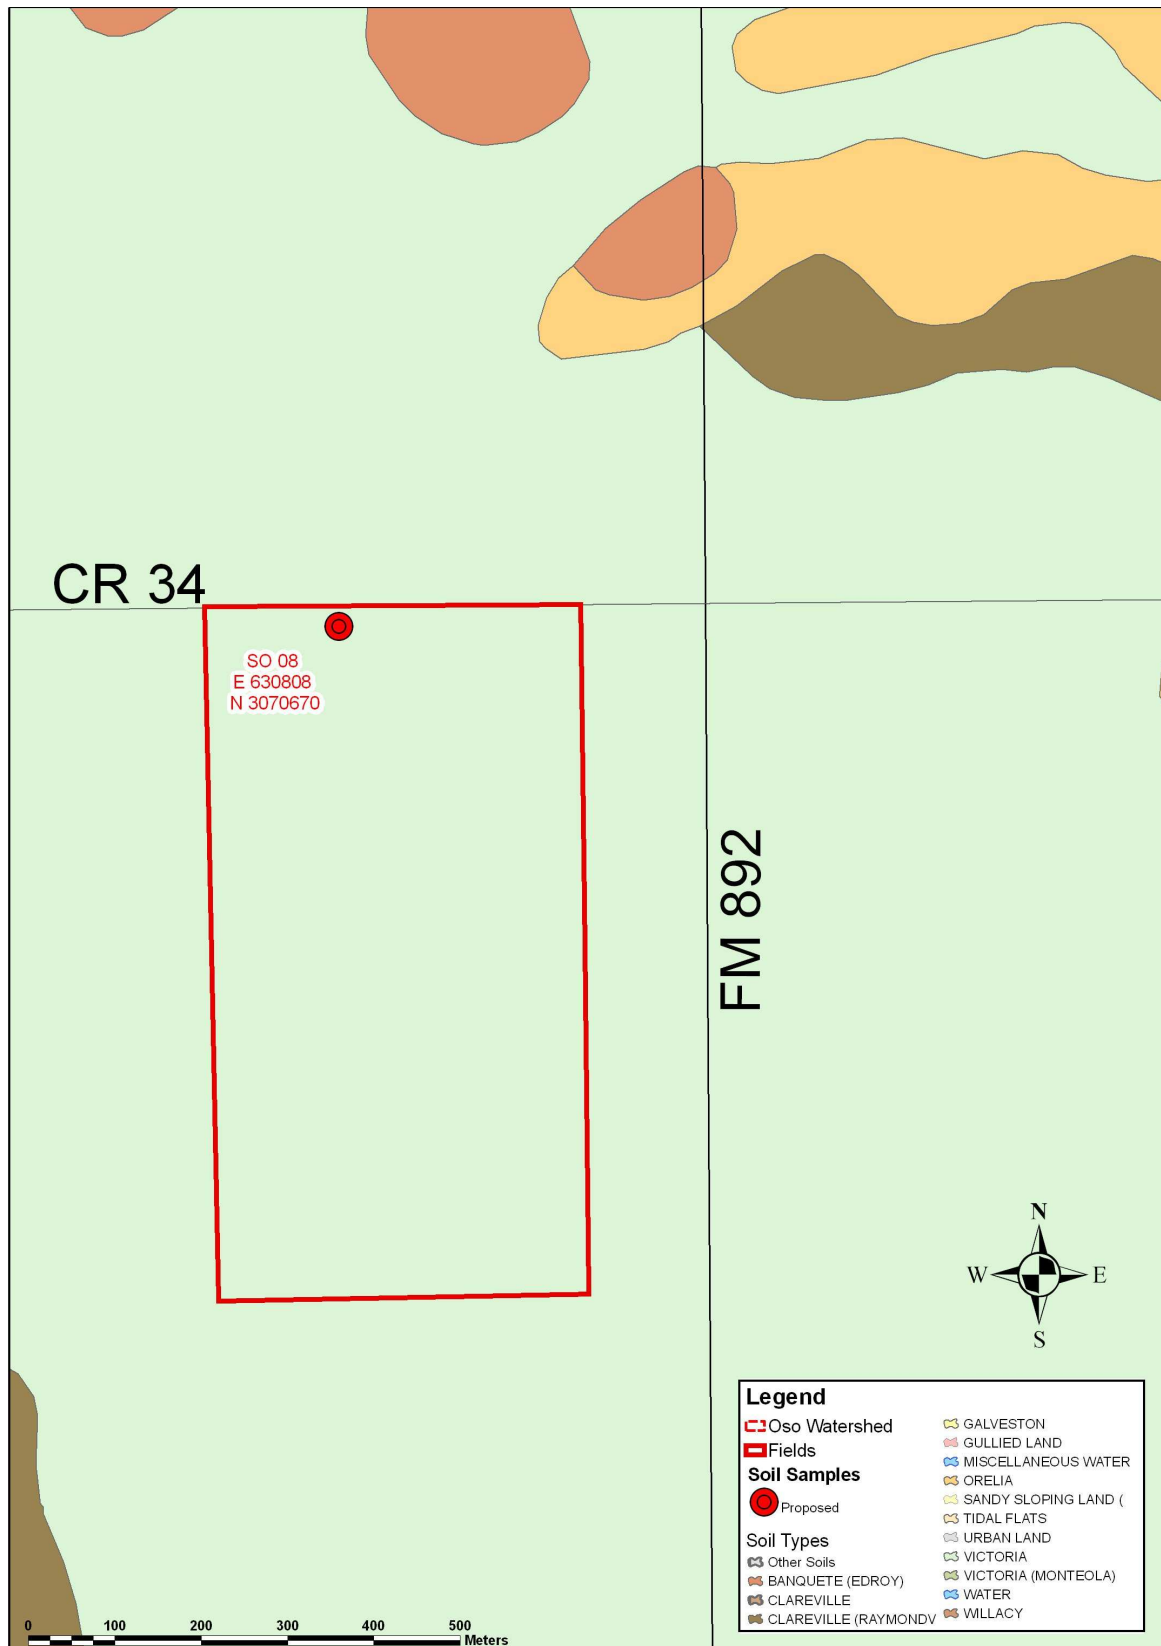 CR 34
SO 08
E 630808
N 3070670
FM 892
N
W E
S
Legend
Oso Watershed
Fields
Soil Samples
Proposed
Soil Types
Other Soils
BANQUETE (EDROY)
CLAREVILLE
CLAREVILLE (RAYMONDV
GALVESTON
GULLIED LAND
MISCELLANEOUS WATER
ORELIA
SANDY SLOPING LAND (
TIDAL FLATS
URBAN LAND
VICTORIA
VICTORIA (MONTEOLA)
WATER
WILLACY
0 100 200 300 400 500
Meters